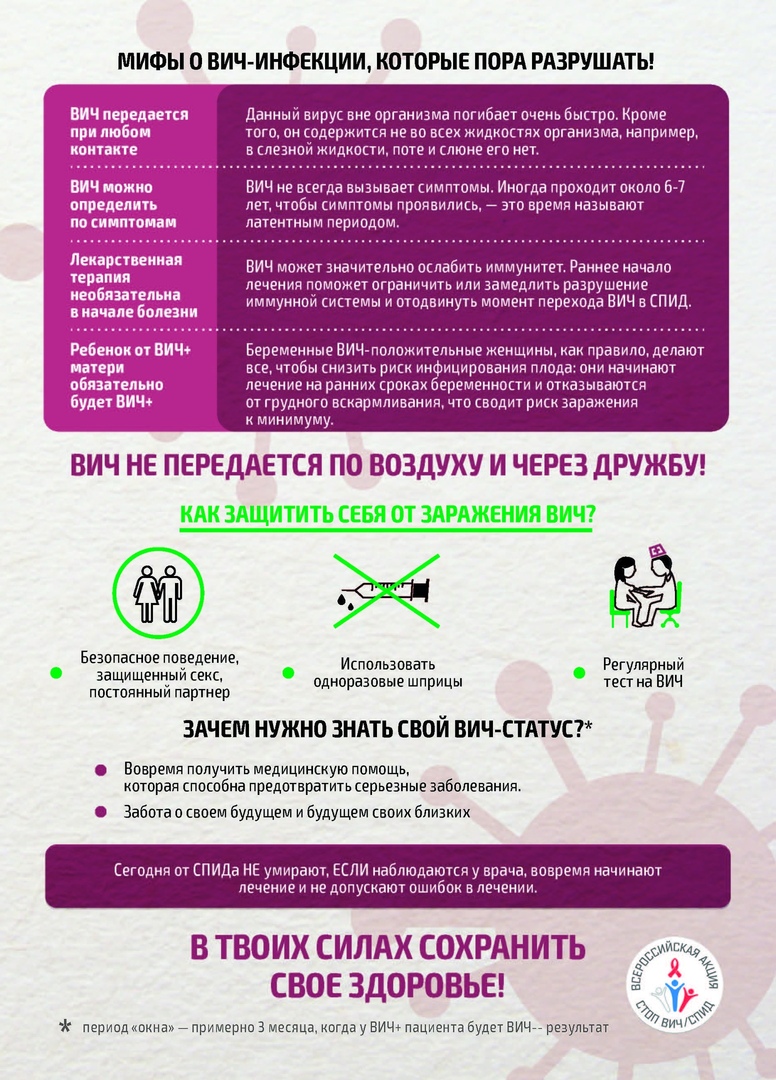 МИФЫ О ВИЧ-ИНФЕКЦИИ, КОТОРЫЕ ПОРА РАЗРУШАТЬ!
ВИЧ передается
при любом
контакте
Данный вирус вне организма погибает очень быстро. Кроме
того, он содержится не во всех жидкостях организма, например,
в слезной жидкости, поте и слюне его нет.
ВИЧ можно
определить
по симптомам
ВИЧ не всегда вызывает симптомы. Иногда проходит около 6-7
лет, чтобы симптомы проявились, — это время называют
латентным периодом.
Лекарственная
терапия
необязательна
в начале болезни
ВИЧ может значительно ослабить иммунитет. Раннее начало
лечения поможет ограничить или замедлить разрушение
иммунной системы и отодвинуть момент перехода ВИЧ в СПИД.
Ребенок от ВИЧ+
матери
обязательно
будет ВИЧ+
Беременные ВИЧ-положительные женщины, как правило, делают
все, чтобы снизить риск инфицирования плода: они начинают
лечение на ранних сроках беременности и отказываются
от грудного вскармливания, что сводит риск заражения
к минимуму.
ВИЧ НЕ ПЕРЕДАЕТСЯ ПО ВОЗДУХУ И ЧЕРЕЗ ДРУЖБУ!
КАК ЗАЩИТИТЬ СЕБЯ ОТ ЗАРАЖЕНИЯ ВИЧ?
Безопасное поведение,
защищенный секс,
постоянный партнер
Использовать
одноразовые шприцы
Регулярный
тест на ВИЧ
ЗАЧЕМ НУЖНО ЗНАТЬ СВОЙ ВИЧ-СТАТУС?*
Вовремя получить медицинскую помощь,
которая способна предотвратить серьезные заболевания.
Забота о своем будущем и будущем своих близких
Сегодня от СПИДа НЕ умирают, ЕСЛИ наблюдаются у врача, вовремя начинают
лечение и не допускают ошибок в лечении.
В ТВОИХ СИЛАХ СОХРАНИТЬ
СВОЕ ЗДОРОВЬЕ!
ВСЕРОССИЙСКАЯ АКЦИЯ
СТОП ВИЧ/СПИД
* период «окна» — примерно 3 месяца, когда у ВИЧ+ пациента будет ВИЧ-- результат